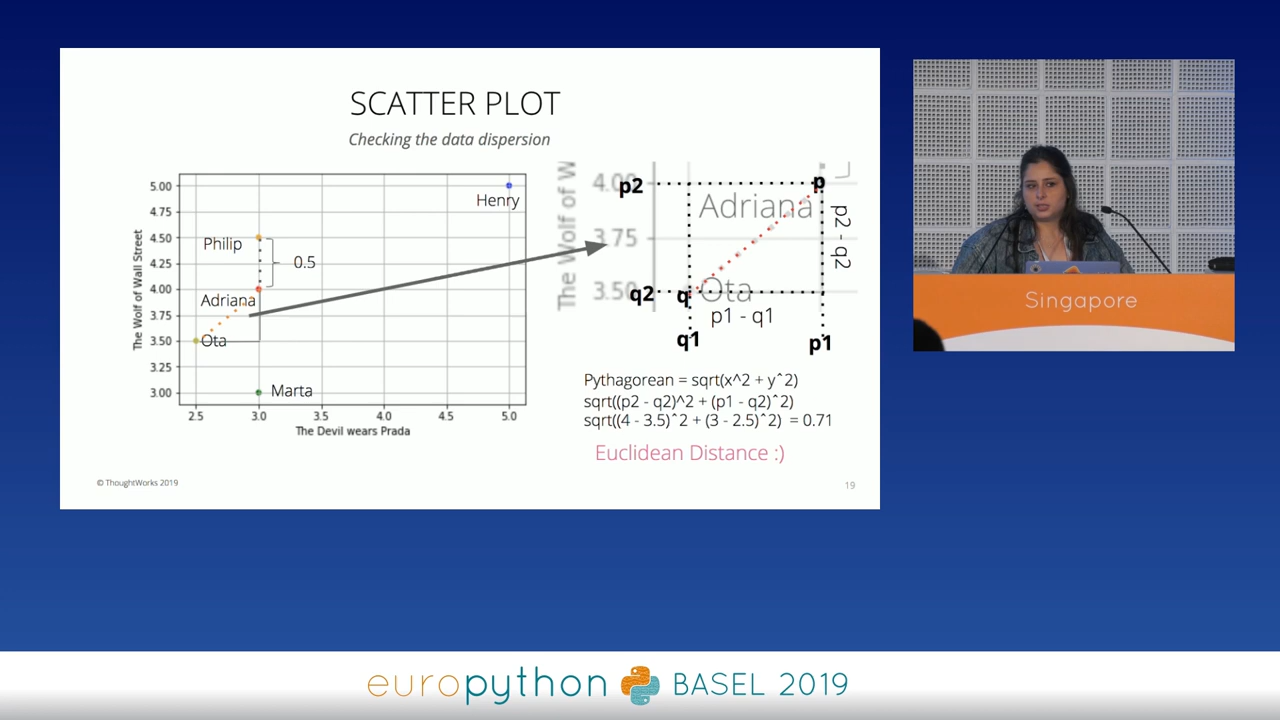 SCATTER PLOT
Checking the data dispersion
The Wolf of Wall Street
5.00
4.75
4.50
4.25
4.00
3.75
3.50
3.25
3.00
Henry
Philip
0.5
Adriana
Ota
Marta
2.5 3.0 3.5 4.0 4.5 5.0
The Devil wears Prada
The Wolf of W
p2 4.00 p
Adriana
p2 - q2
3.75
q2 3.50 q Ota
p1 - q1
q1 p1
Pythagorean = sqrt(x^2 + y^2)
sqrt((p2 - q2)^2 + (p1 - q2)^2)
sqrt((4 - 3.5)^2 + (3 - 2.5)^2) = 0.71
Euclidean Distance :)
© ThoughtWorks 2019
19
Singapore
europython BASEL 2019